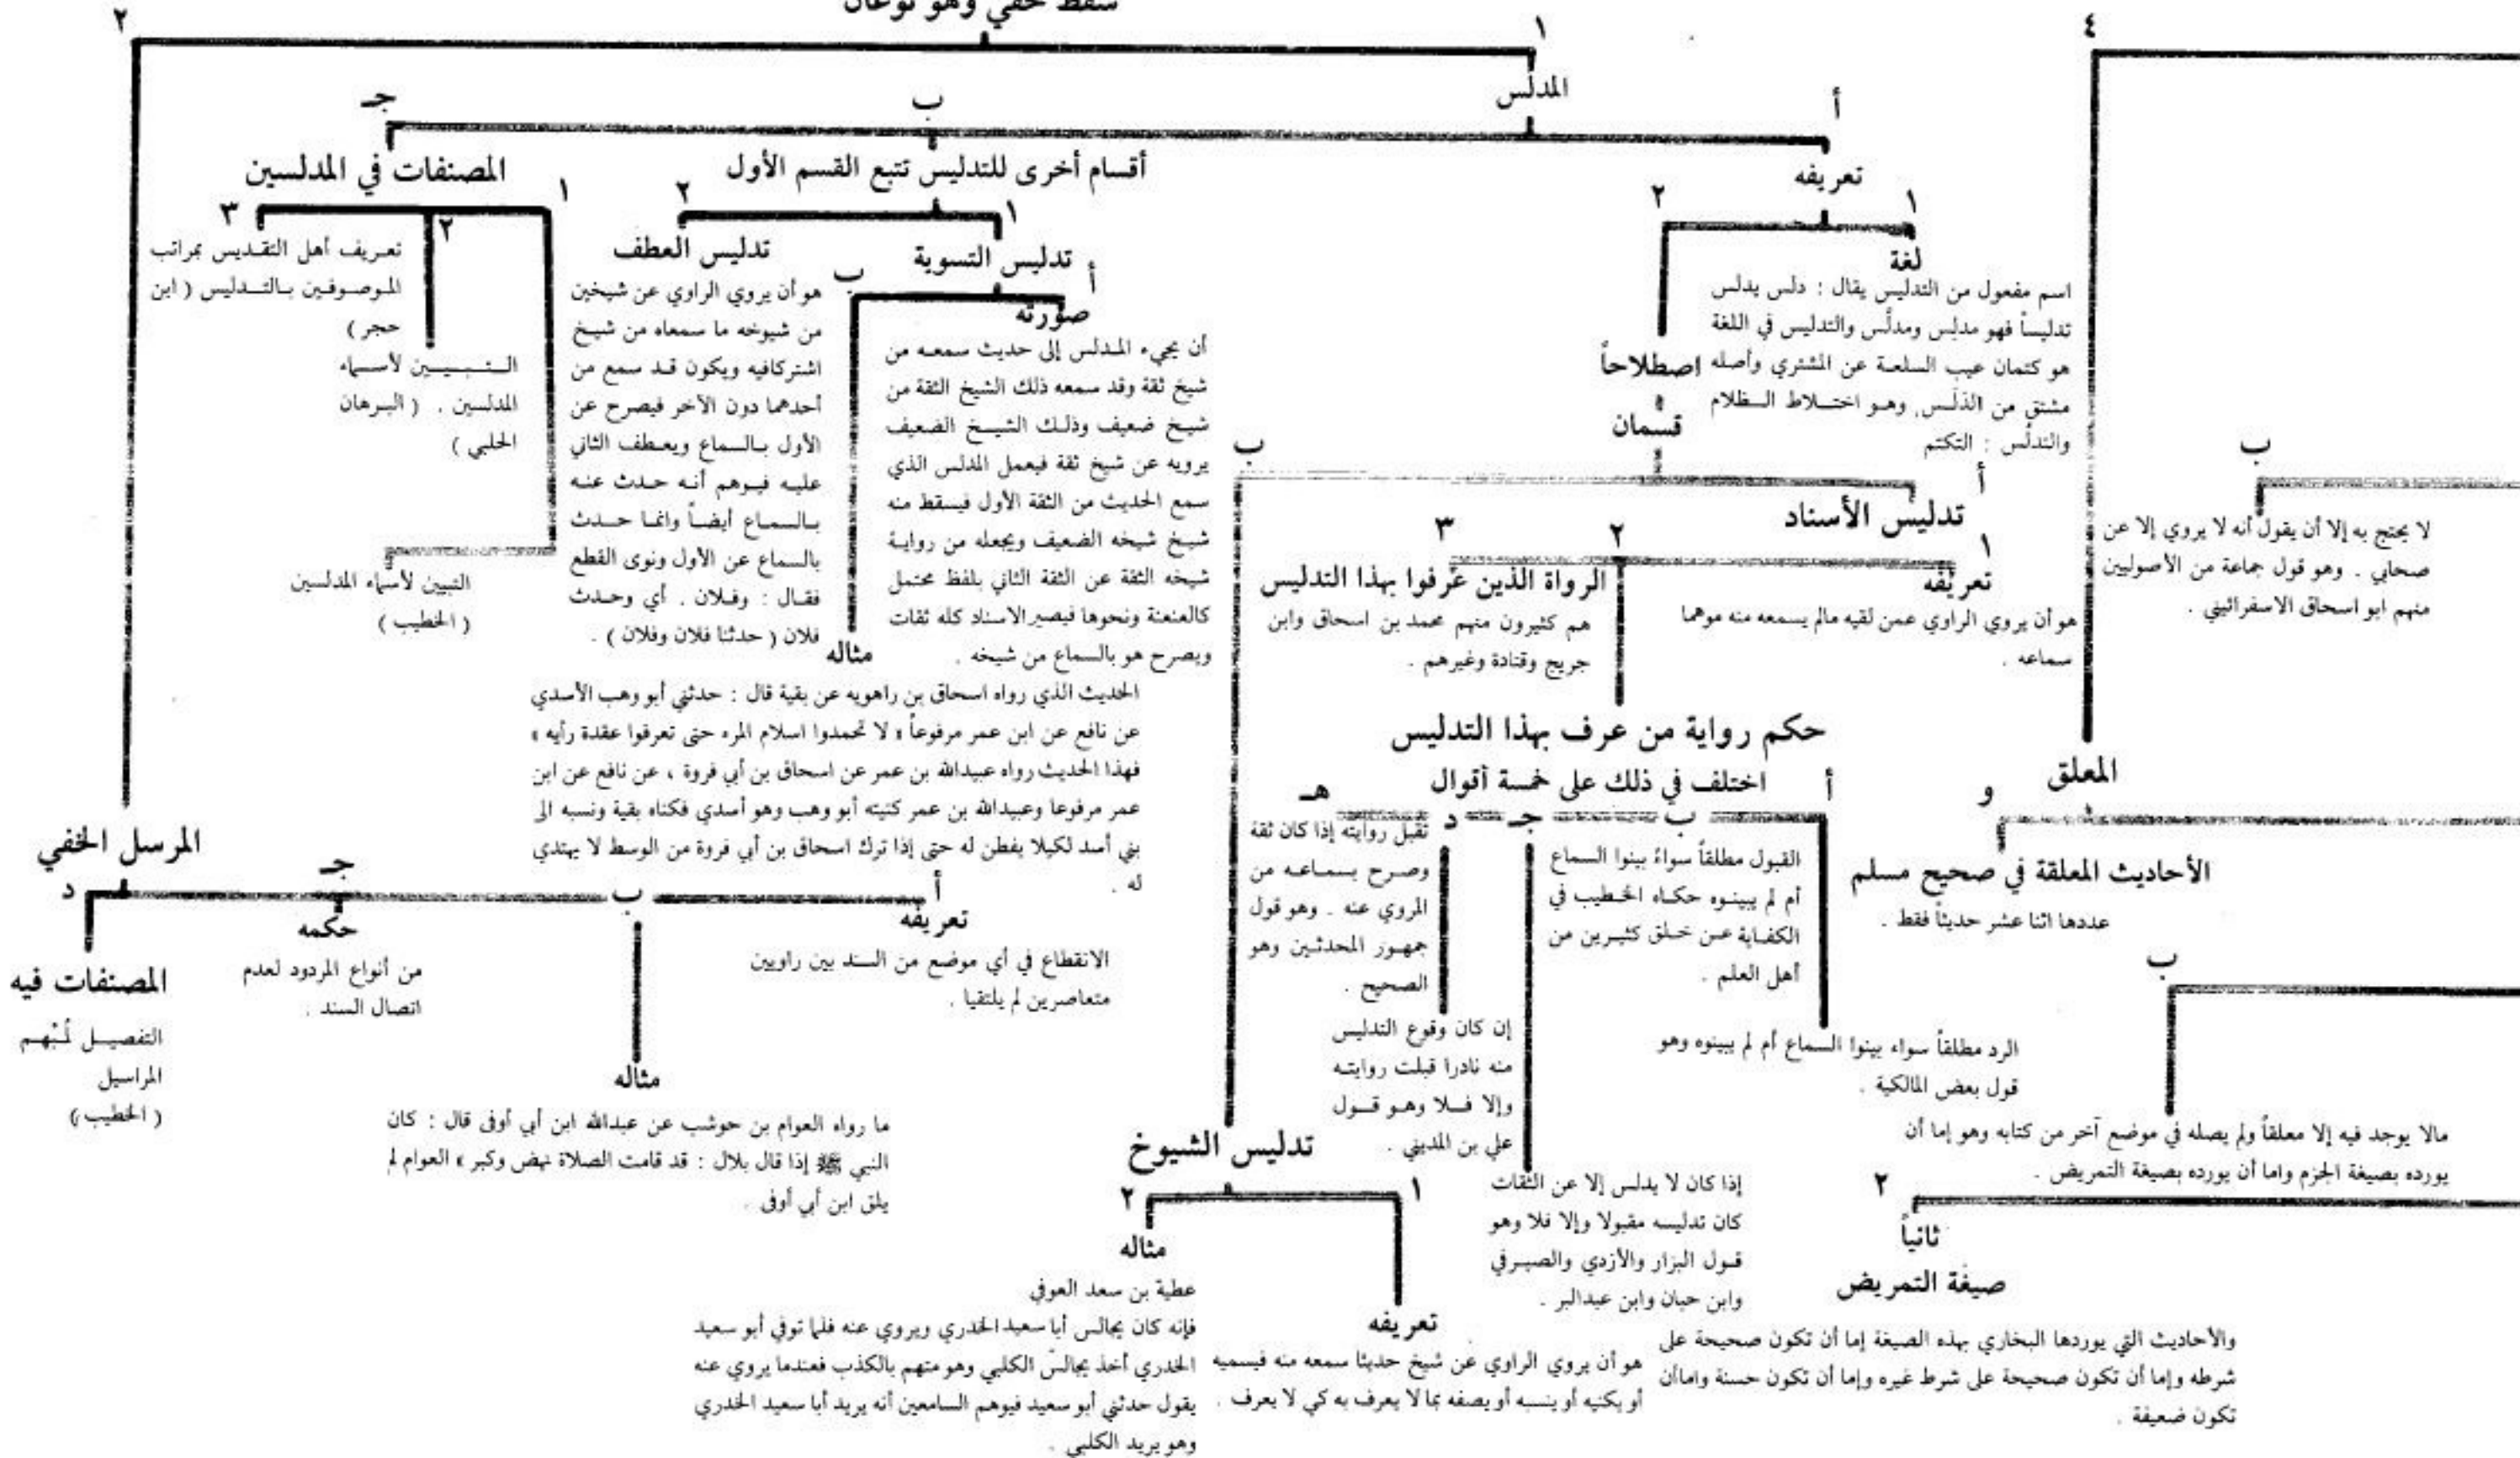 سقط خفي وهو نوعان
١
٢
٤
المدلس
أ
ب
جـ
تعريفه
١
٢
لغة
اسم مفعول من التدليس يقال : دلس يدلس
تدليساً فهو مدلِس ومدلَّس والتدليس في اللغة
هو كتمان عيب السلعة عن المشتري وأصله
مشتق من الدَلَس, وهو اختلاط الظلام
والتدلّس : التكتم
اصطلاحاً
قسمان
أ
ب
تدليس الأسناد
١
٢
٣
تعريفه
هو أن يروي الراوي عمن لقيه مالم يسمعه منه موهما
سماعه .
الرواة الذين عُرفوا بهذا التدليس
هم كثيرون منهم محمد بن اسحاق وابن
جريج وقتادة وغيرهم .
حكم رواية من عرف بهذا التدليس
اختلف في ذلك على خمسة أقوال
أ
ب
جـ
د
هـ
الرد مطلقاً سواء بينوا السماع أم لم يبينوه وهو
قول بعض المالكية .
القبول مطلقاً سواءً بينوا السماع
أم لم يبينوه حكاه الخطيب في
الكفاية عن خلق كثيرين من
أهل العلم .
إذا كان لا يدلس إلا عن الثقات
كان تدليسه مقبولا وإلا فلا وهو
قول البزار والأزدي والصيرفي
وابن حبان وابن عبدالبر .
إن كان وقوع التدليس
منه نادرا قبلت روايته
وإلا فلا وهو قول
علي بن المديني .
تقبل روايته إذا كان ثقة
وصرح بسماعه من
المروي عنه . وهو قول
جمهور المحدثين وهو
الصحيح .
تدليس الشيوخ
١
٢
تعريفه
هو أن يروي الراوي عن شيخ حديثا سمعه منه فيسميه
أو يكنيه أو ينسبه أو يصفه بما لا يعرف به كي لا يعرف .
مثاله
عطية بن سعد العوفي
فإنه كان يجالس أبا سعيد الخدري ويروي عنه فلما توفي أبو سعيد
الخدري أخذ يجالسَ الكلبي وهو متهم بالكذب فعندما يروي عنه
يقول حدثني أبو سعيد فيوهم السامعين أنه يريد أبا سعيد الخدري
وهو يريد الكلبي .
أقسام أخرى للتدليس تتبع القسم الأول
١
٢
تدليس التسوية
أ
ب
صورته
أن يجيء المدلس إلى حديث سمعه من
شيخ ثقة وقد سمعه ذلك الشيخ الثقة من
شيخ ضعيف وذلك الشيخ الضعيف
يرويه عن شيخ ثقة فيعمل المدلس الذي
سمع الحديث من الثقة الأول فيسقط منه
شيخ شيخه الضعيف ويجعله من رواية
شيخه الثقة عن الثقة الثاني بلفظ محتمل
كالعنعنة ونحوها فيصير الاسناد كله ثقات
ويصرح هو بالسماع من شيخه .
مثاله
الحديث الذي رواه اسحاق بن راهويه عن بقية قال : حدثني أبو وهب الأسدي
عن نافع عن ابن عمر مرفوعاً « لا تحمدوا اسلام المرء حتى تعرفوا عقدة رأيه »
فهذا الحديث رواه عبيدالله بن عمر عن اسحاق بن أبي فروة ، عن نافع عن ابن
عمر مرفوعا وعبيدالله بن عمر كنيته أبو وهب وهو أسدي فكناه بقية ونسبه الى
بني أسد لكيلا يفطن له حتى إذا ترك اسحاق بن أبي فروة من الوسط لا يهتدي
له .
تدليس العطف
هو أن يروي الراوي عن شيخين
من شيوخه ما سمعاه من شيخ
اشتركافيه ويكون قد سمع من
أحدهما دون الآخر فيصرح عن
الأول بالسماع ويعطف الثاني
عليه فيوهم أنه حدث عنه
بالسماع أيضاً وانما حدث
بالسماع عن الأول ونوى القطع
فقال : وفلان . أي وحدث
فلان ( حدثنا فلان وفلان ) .
المصنفات في المدلسين
١
٢
٣
التبيين لأسماء المدلسين
( الخطيب )
التبيين لأسماء
المدلسين . ( البرهان
الحلبي )
تعريف أهل التقديس بمراتب
الموصوفين بالتدليس ( ابن
حجر )
المرسل الخفي
أ
ب
جـ
د
تعريفه
الانقطاع في أي موضع من السند بين راويين
متعاصرين لم يلتقيا .
مثاله
ما رواه العوام بن حوشب عن عبدالله ابن أبي أوفى قال : كان
النبي ﷺ إذا قال بلال : قد قامت الصلاة نهض وكبر » العوام لم
يلق ابن أبي أوفى .
حكمه
من أنواع المردود لعدم
اتصال السند .
المصنفات فيه
التفصيل لمُبْهم
المراسيل
( الخطيب )
ب
لا يحتج به إلا أن يقول أنه لا يروي إلا عن
صحابي . وهو قول جماعة من الأصوليين
منهم ابو اسحاق الاسفرائيني .
المعلق
و
الأحاديث المعلقة في صحيح مسلم
عددها اثنا عشر حديثاً فقط .
ب
مالا يوجد فيه إلا معلقاً ولم يصله في موضع آخر من كتابه وهو إما أن
يورده بصيغة الجزم واما أن يورده بصيغة التمريض .
٢
ثانياً
صيغة التمريض
والأحاديث التي يوردها البخاري بهذه الصيغة إما أن تكون صحيحة على
شرطه وإما أن تكون صحيحة على شرط غيره وإما أن تكون حسنة واماأن
تكون ضعيفة .